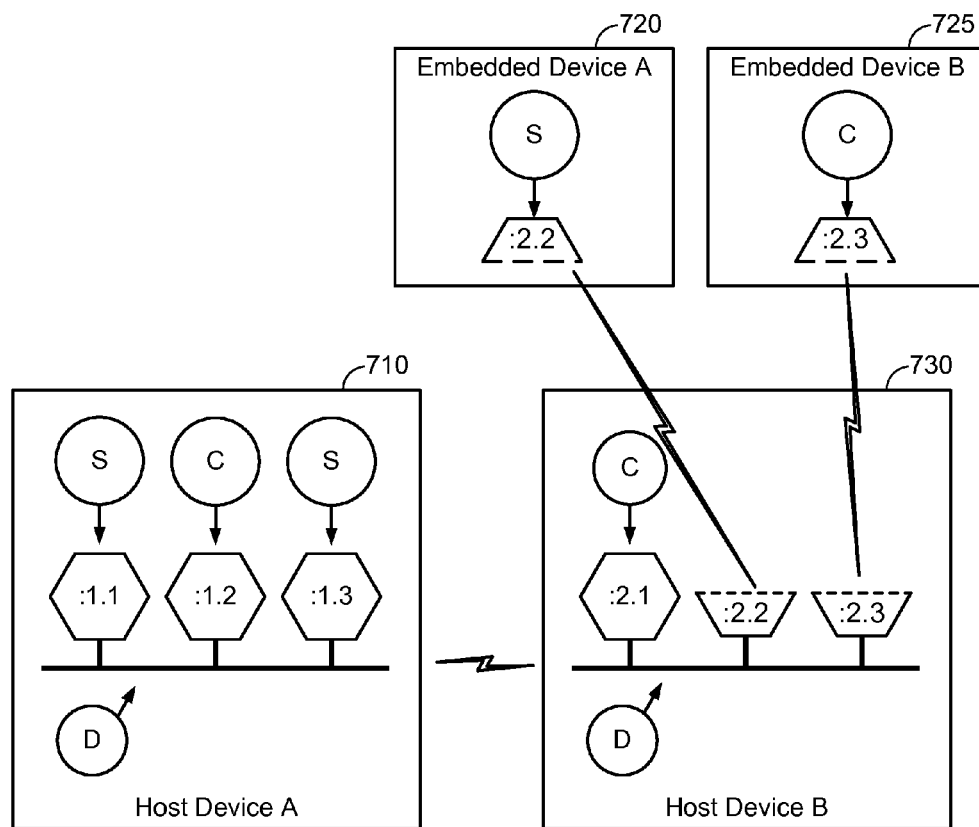 720
725
Embedded Device A
Embedded Device B
S
C
:2.2
:2.3
710
730
S
C
S
C
:1.1
:1.2
:1.3
:2.1
:2.2
:2.3
D
D
Host Device A
Host Device B